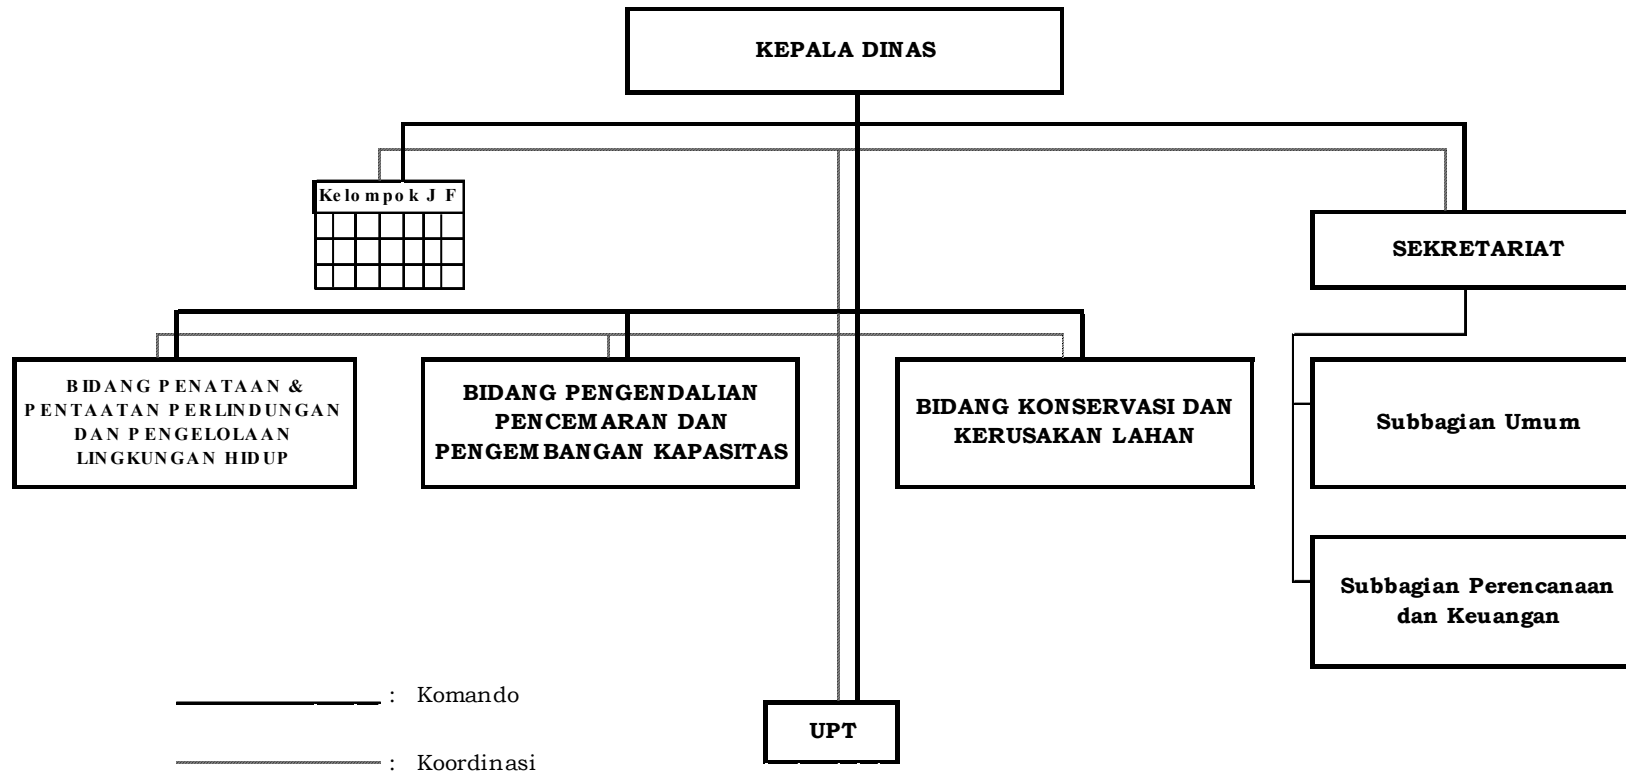 KEPALA DINAS
Kelompok J F
SEKRETARIAT
BIDANG PENATAAN &
PENTAATAN PERLINDUNGAN
DAN PENGELOLAAN
LINGKUNGAN HIDUP
BIDANG PENGENDALIAN
PENCEMARAN DAN
PENGEMBANGAN KAPASITAS
BIDANG KONSERVASI DAN
KERUSAKAN LAHAN
Subbagian Umum
Subbagian Perencanaan
dan Keuangan
: Komando
UPT
: Koordinasi